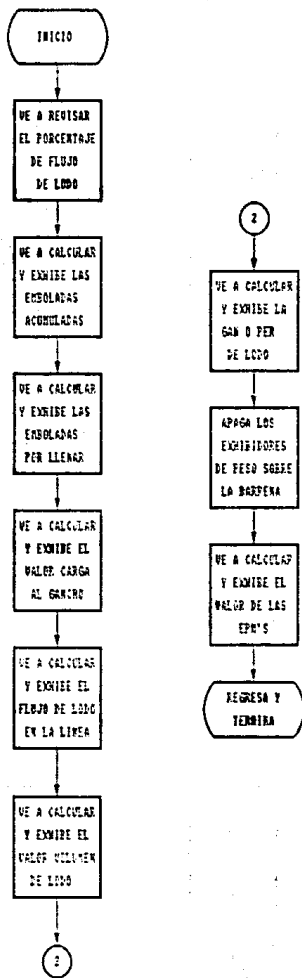 INICIO
VE A REVISAR
EL PORCENTAJE
DE FLUJO
DE LODO
VE A CALCULAR
Y EXHIBE LAS
EMBOLADAS
ACUMULADAS
VE A CALCULAR
Y EXHIBE LAS
EMBOLADAS
PER LLENAR
VE A CALCULAR
Y EXHIBE EL
VALOR CARGA
AL GANCHO
VE A CALCULAR
Y EXHIBE EL
FLUJO DE LODO
EN LA LINEA
VE A CALCULAR
Y EXHIBE EL
VALOR VOLUMEN
DE LODO
2
2
VE A CALCULAR
Y EXHIBE LA
GAN O PER
DE LODO
APAGA LOS
EXHIBIDORES
DE PESO SOBRE
LA BARRENA
VE A CALCULAR
Y EXHIBE EL
VALOR DE LAS
EPM'S
REGRESA Y
TERMINA